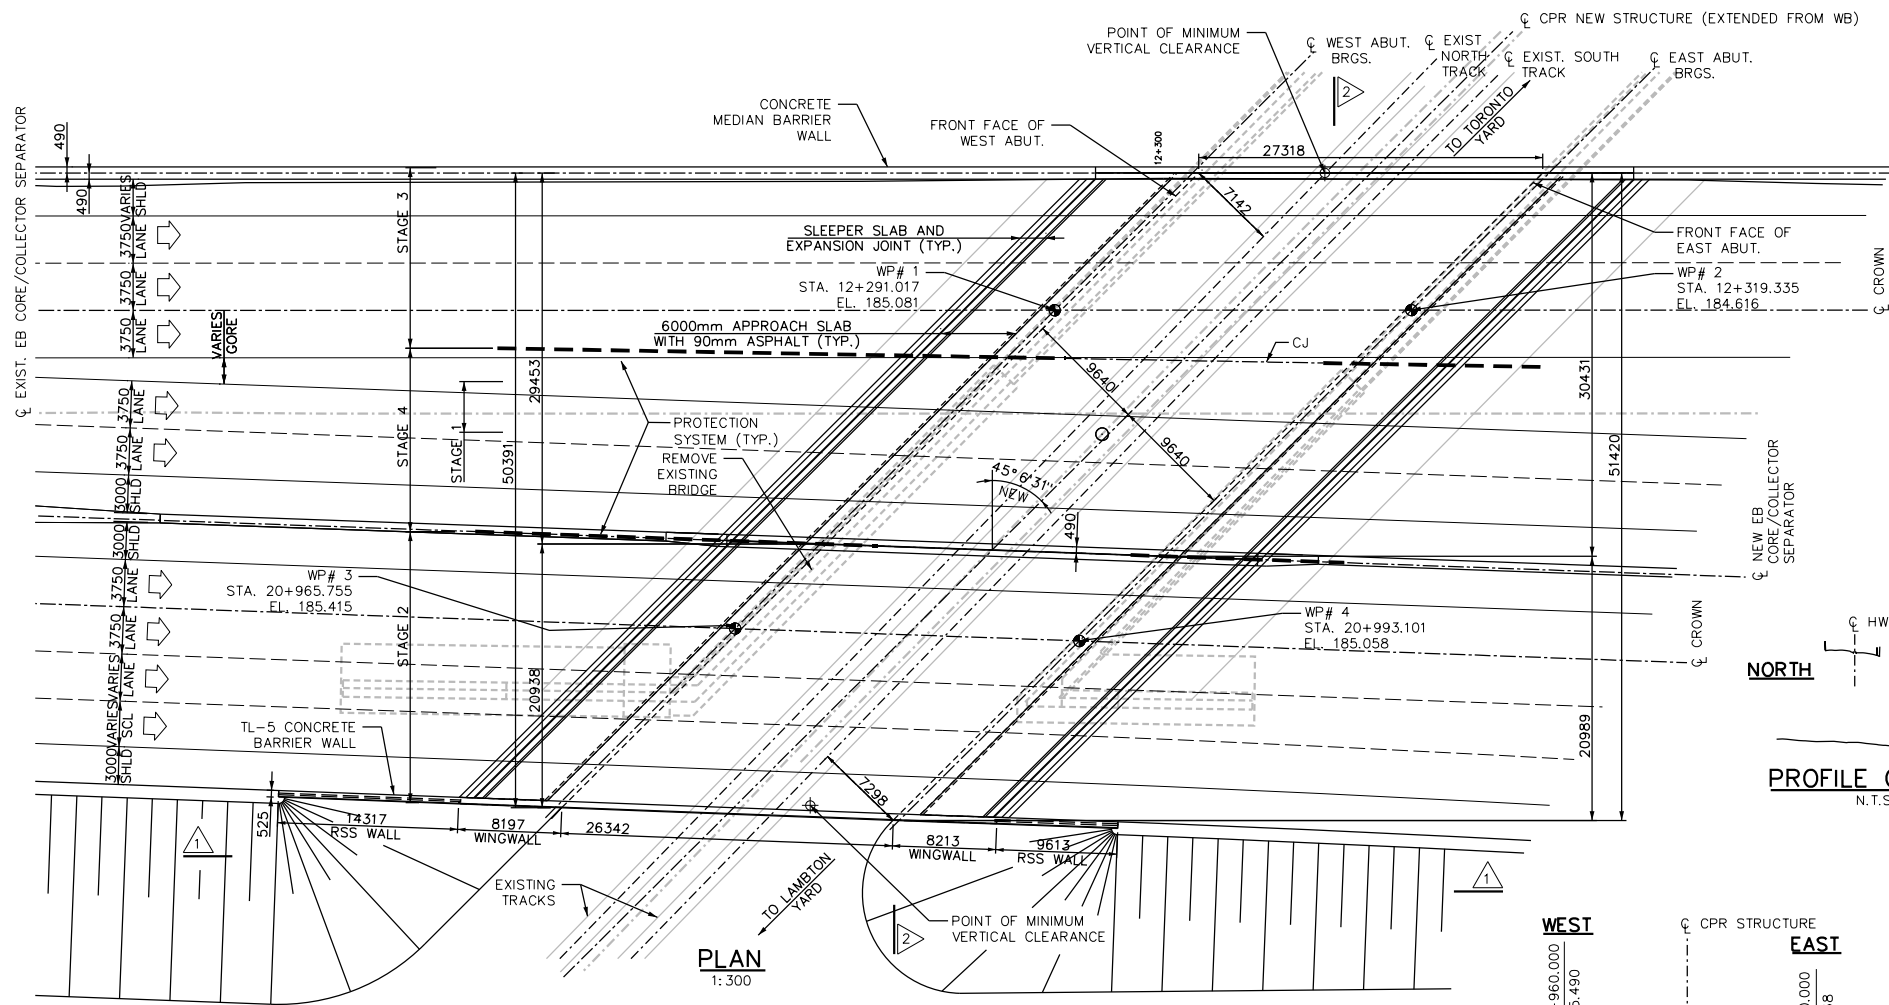 ℄ CPR NEW STRUCTURE (EXTENDED FROM WB)
POINT OF MINIMUM
VERTICAL CLEARANCE
℄ WEST ABUT.
BRGS.
℄ EXIST
NORTH
TRACK
℄ EXIST. SOUTH
TRACK
℄ EAST ABUT.
BRGS.
2
TO TORONTO
YARD
CONCRETE
MEDIAN BARRIER
WALL
FRONT FACE OF
WEST ABUT.
12+300
27318
7142
℄ EXIST. EB CORE/COLLECTOR SEPARATOR
490
490
VARIES
SHLD
3750
LANE
3750
LANE
3750
LANE
VARIES
GORE
3750
LANE
3750
LANE
3000
SHLD
3000
SHLD
3750
LANE
3750
LANE
VARIES
LANE
VARIES
SCL
3000
SHLD
STAGE 3
STAGE 4
STAGE 1
STAGE 2
50391
29453
20938
SLEEPER SLAB AND
EXPANSION JOINT (TYP.)
WP# 1
STA. 12+291.017
EL. 185.081
6000mm APPROACH SLAB
WITH 90mm ASPHALT (TYP.)
FRONT FACE OF
EAST ABUT.
WP# 2
STA. 12+319.335
EL. 184.616
℄ CROWN
CJ
9640
9640
30431
51420
20989
PROTECTION
SYSTEM (TYP.)
REMOVE
EXISTING
BRIDGE
45°6'31"
NEW
490
℄ NEW EB
CORE/COLLECTOR
SEPARATOR
WP# 3
STA. 20+965.755
EL. 185.415
WP# 4
STA. 20+993.101
EL. 185.058
℄ CROWN
℄ HW
NORTH
TL-5 CONCRETE
BARRIER WALL
525
14317
RSS WALL
8197
WINGWALL
26342
7298
8213
WINGWALL
9613
RSS WALL
1
1
PROFILE
N.T.S
EXISTING
TRACKS
TO LAMBTON
YARD
2
POINT OF MINIMUM
VERTICAL CLEARANCE
PLAN
1:300
WEST
℄ CPR STRUCTURE
EAST
960.000
5.490